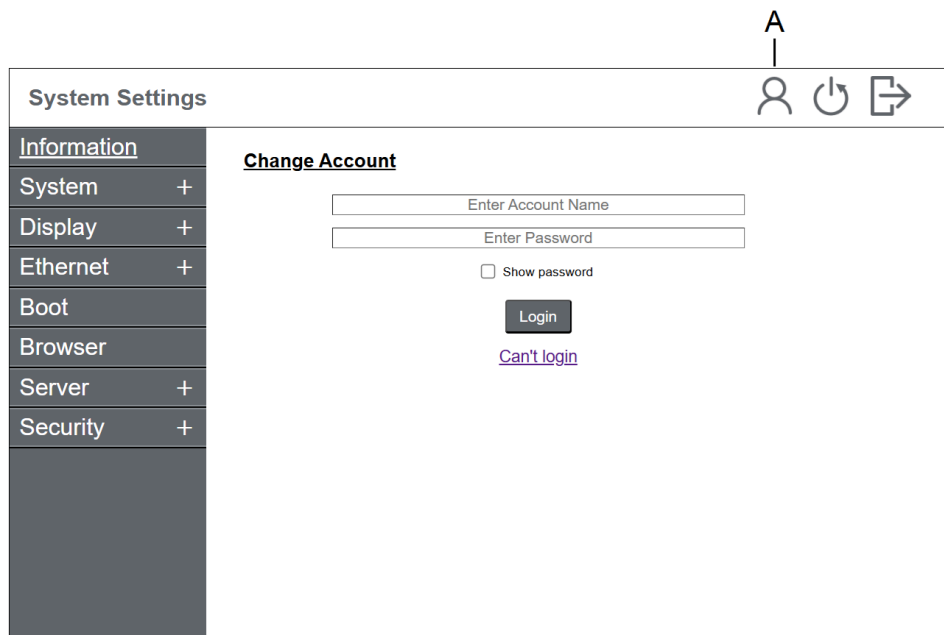 A
System Settings
Information
System +
Display +
Ethernet +
Boot
Browser
Server +
Security +
Change Account
Enter Account Name
Enter Password
Show password
Login
Can't login